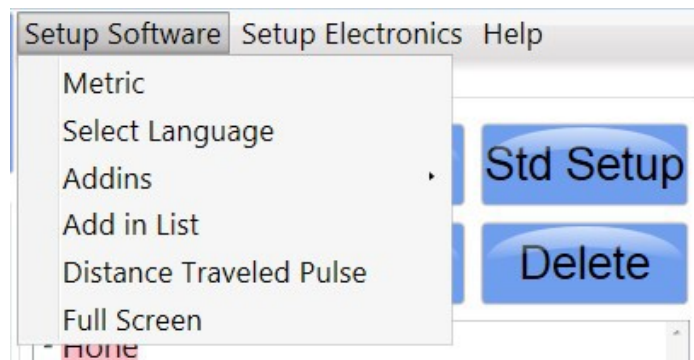 Setup Software Setup Electronics Help
Metric
Select Language
Addins
Std Setup
Add in List
Distance Traveled Pulse
Delete
Full Screen